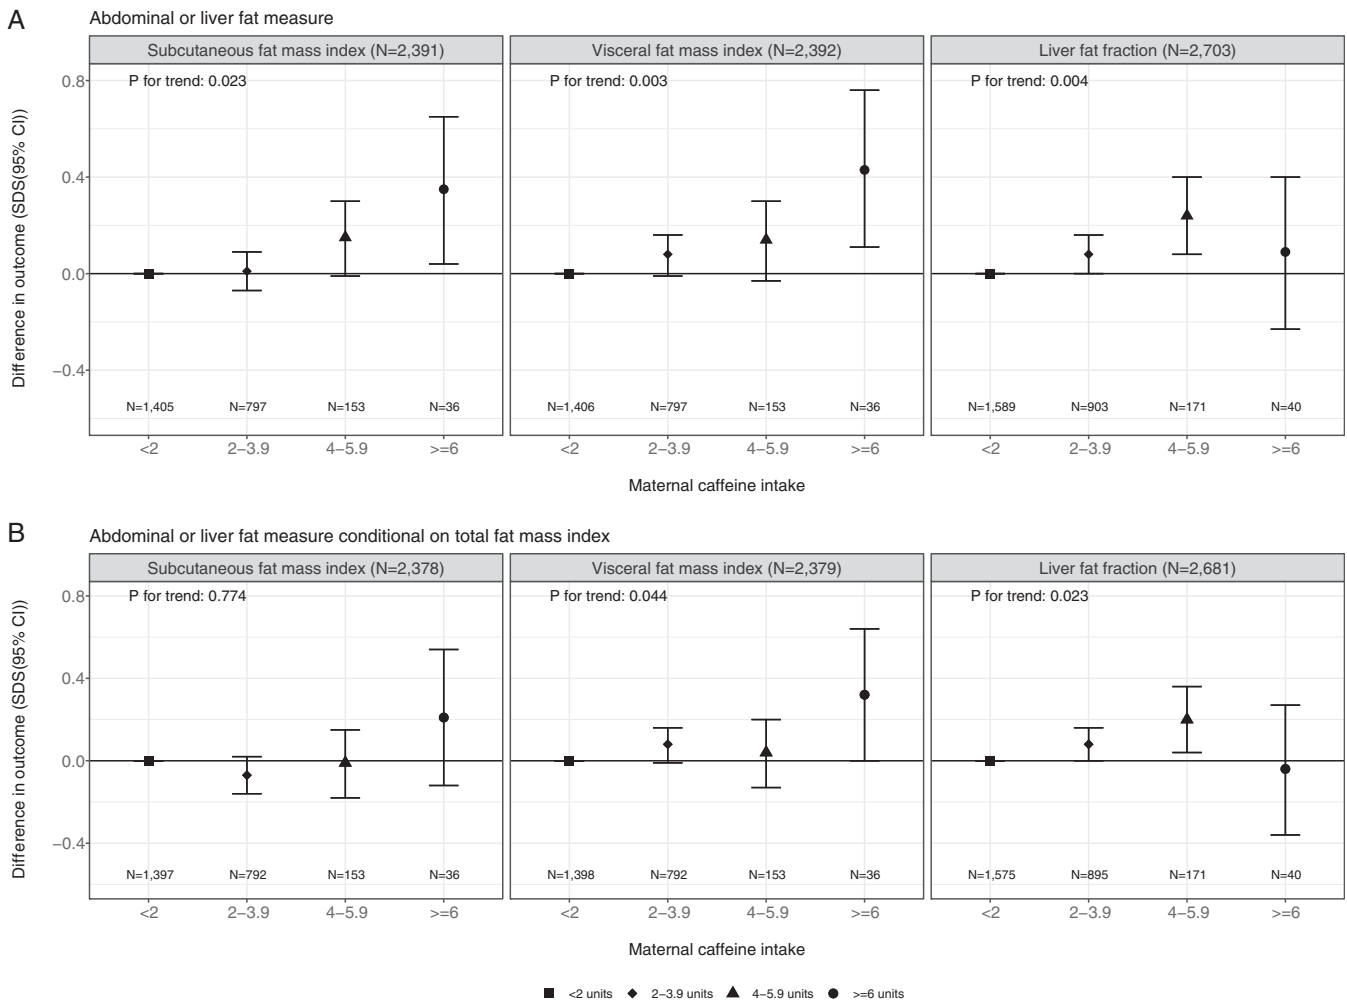 A
Abdominal or liver fat measure
Subcutaneous fat mass index (N=2,391)
Visceral fat mass index (N=2,392)
Liver fat fraction (N=2,703)
P for trend: 0.023
P for trend: 0.003
P for trend: 0.004
Difference in outcome (SDS(95% CI))
0.8
0.4
0.0
−0.4
N=1,405 N=797 N=153 N=36
N=1,406 N=797 N=153 N=36
N=1,589 N=903 N=171 N=40
<2 2−3.9 4−5.9 >=6
<2 2−3.9 4−5.9 >=6
<2 2−3.9 4−5.9 >=6
Maternal caffeine intake
B
Abdominal or liver fat measure conditional on total fat mass index
Subcutaneous fat mass index (N=2,378)
Visceral fat mass index (N=2,379)
Liver fat fraction (N=2,681)
P for trend: 0.774
P for trend: 0.044
P for trend: 0.023
Difference in outcome (SDS(95% CI))
0.8
0.4
0.0
−0.4
N=1,397 N=792 N=153 N=36
N=1,398 N=792 N=153 N=36
N=1,575 N=895 N=171 N=40
<2 2−3.9 4−5.9 >=6
<2 2−3.9 4−5.9 >=6
<2 2−3.9 4−5.9 >=6
Maternal caffeine intake
<2 units 2−3.9 units 4−5.9 units >=6 units